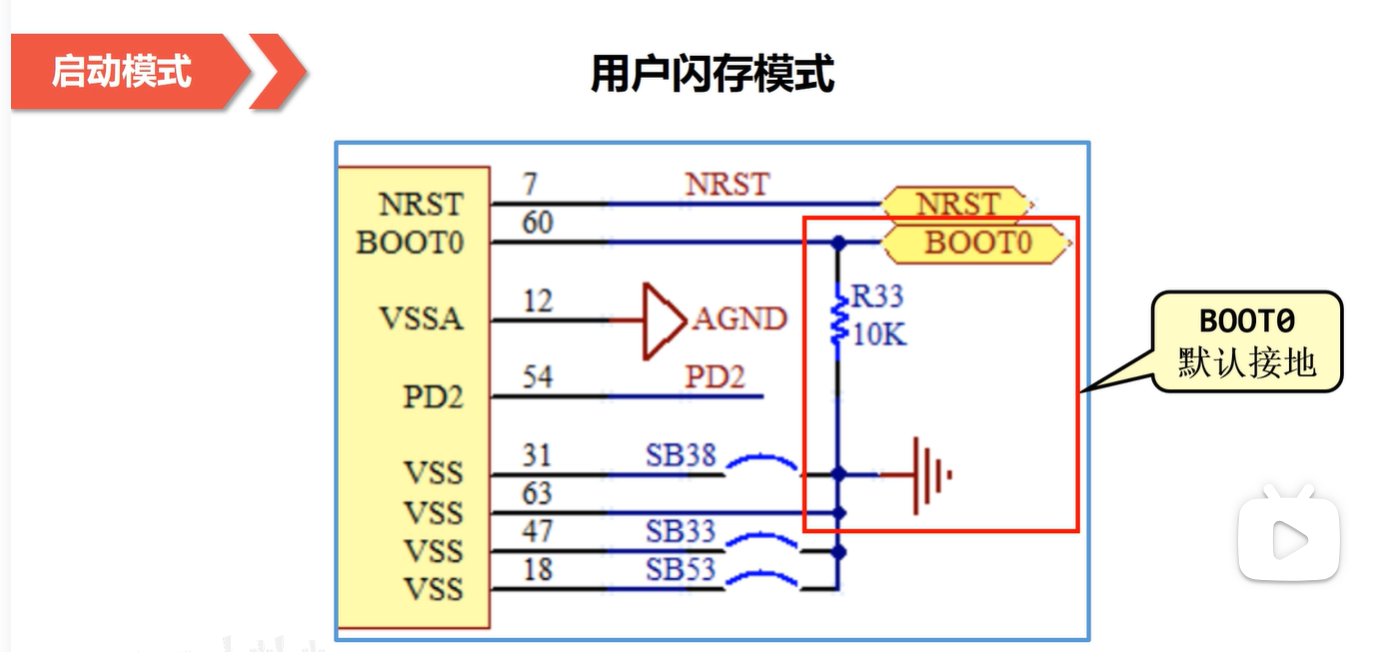 启动模式
用户闪存模式
NRST 7 NRST NRST
BOOT0 60 BOOT0
R33
10K
VSSA 12 AGND
PD2 54 PD2
VSS 31 SB38
VSS 63
VSS 47 SB33
VSS 18 SB53
BOOT0
默认接地